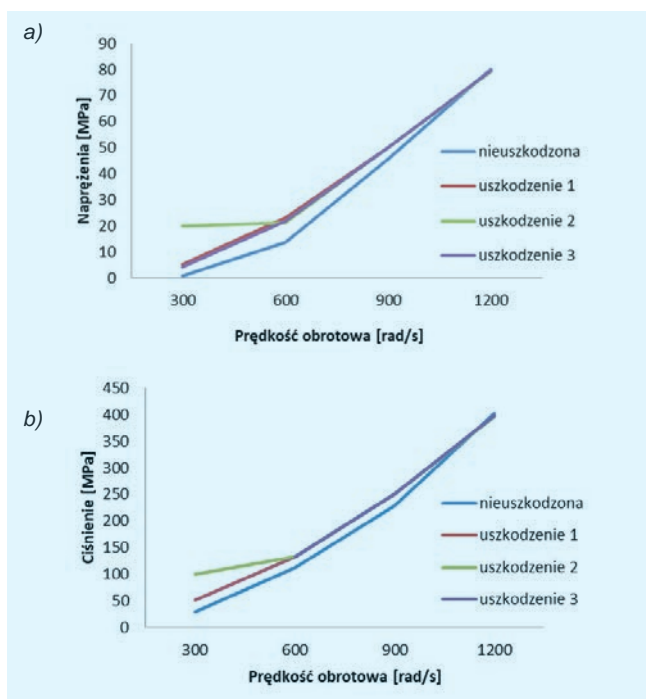 a)
Naprężenia [MPa]
90
80
70
60
50
40
30
20
10
0
300 600 900 1200
Prędkość obrotowa [rad/s]
nieuszkodzona
uszkodzenie 1
uszkodzenie 2
uszkodzenie 3
b)
Ciśnienie [MPa]
450
400
350
300
250
200
150
100
50
0
300 600 900 1200
Prędkość obrotowa [rad/s]
nieuszkodzona
uszkodzenie 1
uszkodzenie 2
uszkodzenie 3